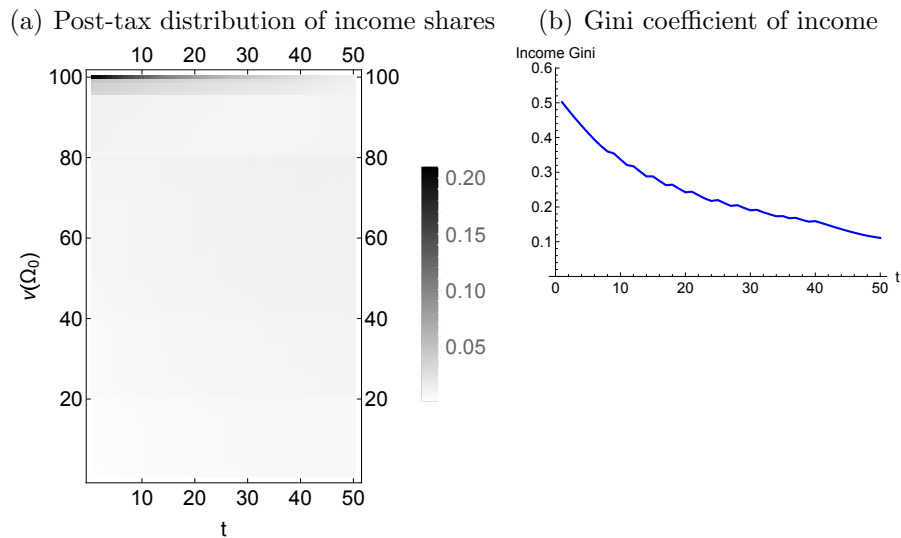 (a) Post-tax distribution of income shares
10 20 30 40 50
100 100
80 80
60 60
40 40
20 20
10 20 30 40 50
ν(Ω₀)
t
0.20
0.15
0.10
0.05
(b) Gini coefficient of income
Income Gini
0.6
0.5
0.4
0.3
0.2
0.1
0 10 20 30 40 50
t